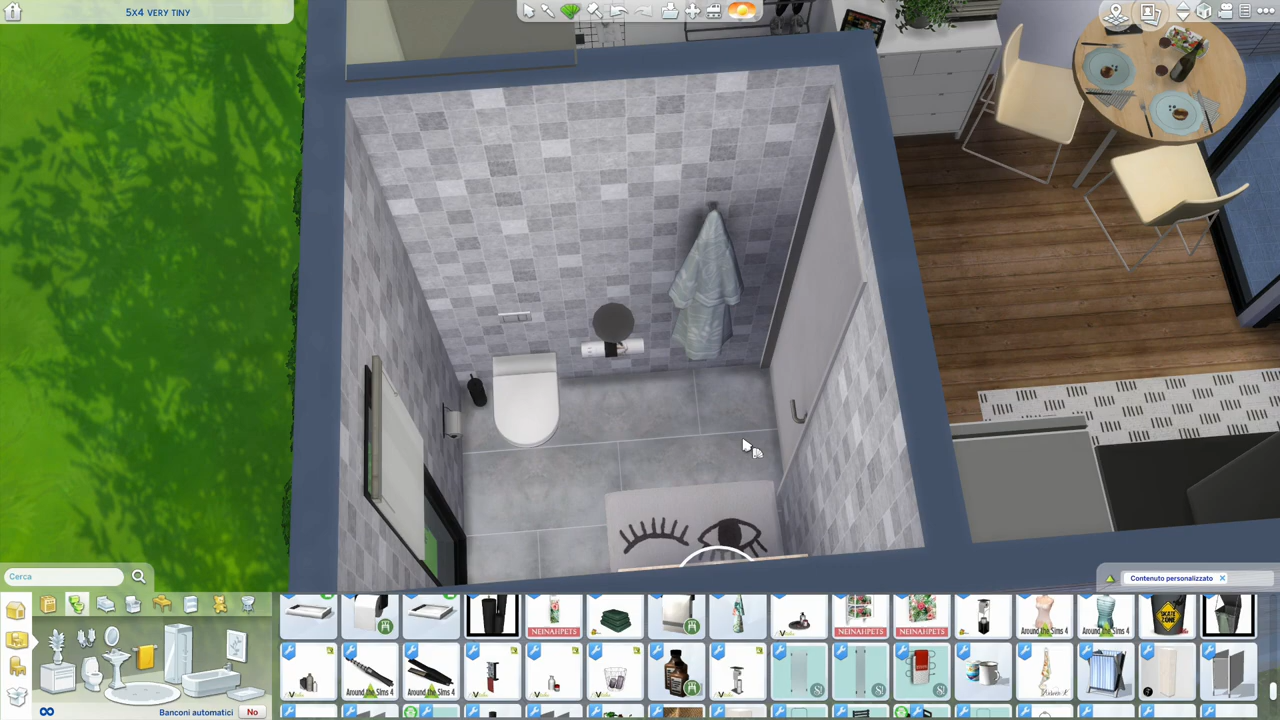 5X4 VERY TINY
Cerca
Contenuto personalizzato
NEINAHPETS
NEINAHPETS
NEINAHPETS
Around the Sims 4
Around the Sims 4
SKATE
ZONE
Around the Sims 4
Around the Sims 4
Banconi automatici
No